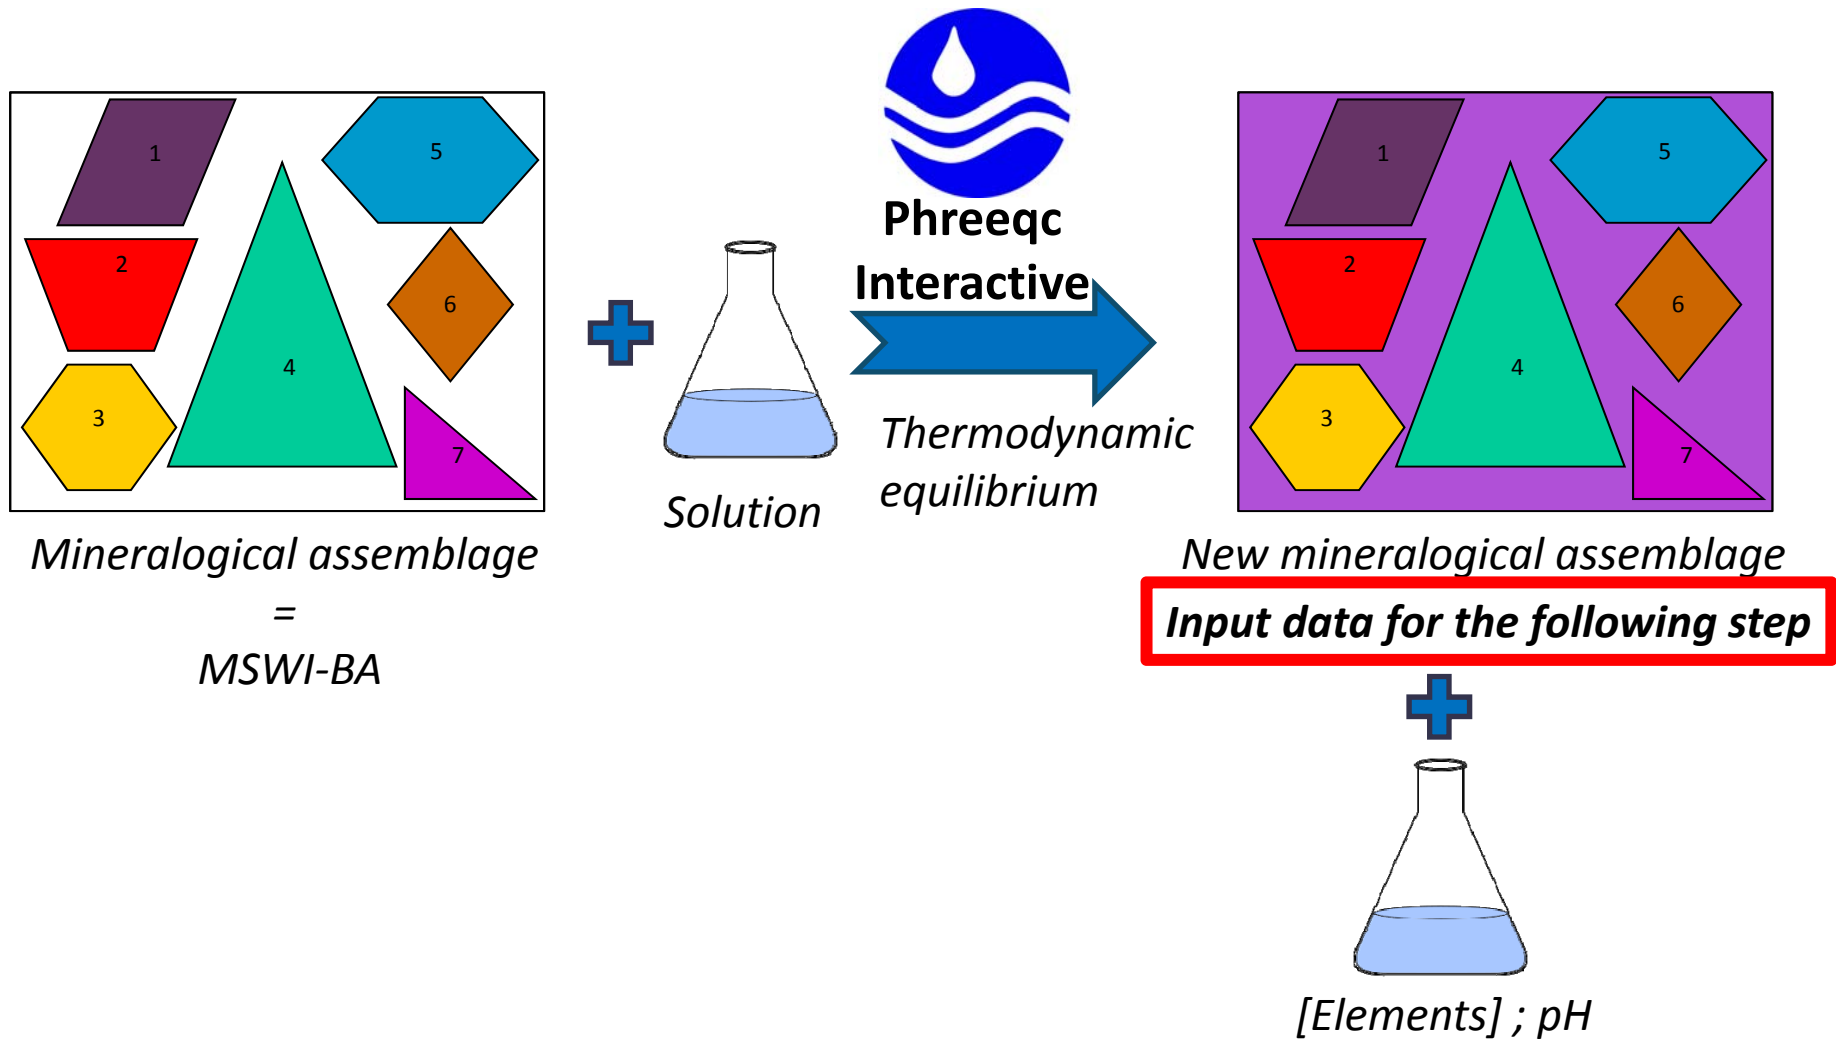 1
5
2
6
4
3
7
Mineralogical assemblage
=
MSWI-BA
Solution
Phreeqc
Interactive
Thermodynamic
equilibrium
1
5
2
6
4
3
7
New mineralogical assemblage
Input data for the following step
[Elements] ; pH